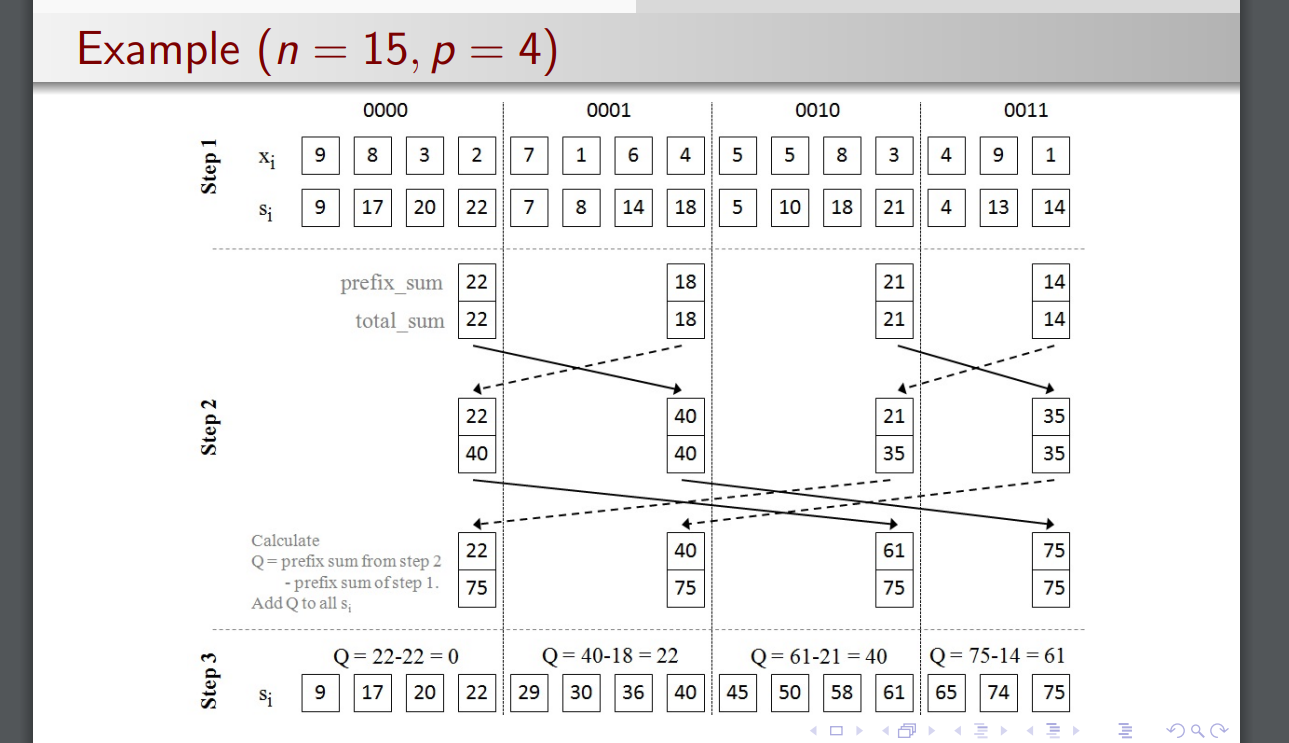 Example (n = 15, p = 4)
0000 0001 0010 0011
Step 1
xi 9 8 3 2 7 1 6 4 5 5 8 3 4 9 1
si 9 17 20 22 7 8 14 18 5 10 18 21 4 13 14
prefix_sum 22 18 21 14
total_sum 22 18 21 14
Step 2
22 40 21 35
40 40 35 35
Calculate
Q = prefix sum from step 2
- prefix sum of step 1.
Add Q to all si
22 40 61 75
75 75 75 75
Step 3
Q = 22-22 = 0 Q = 40-18 = 22 Q = 61-21 = 40 Q = 75-14 = 61
si 9 17 20 22 29 30 36 40 45 50 58 61 65 74 75